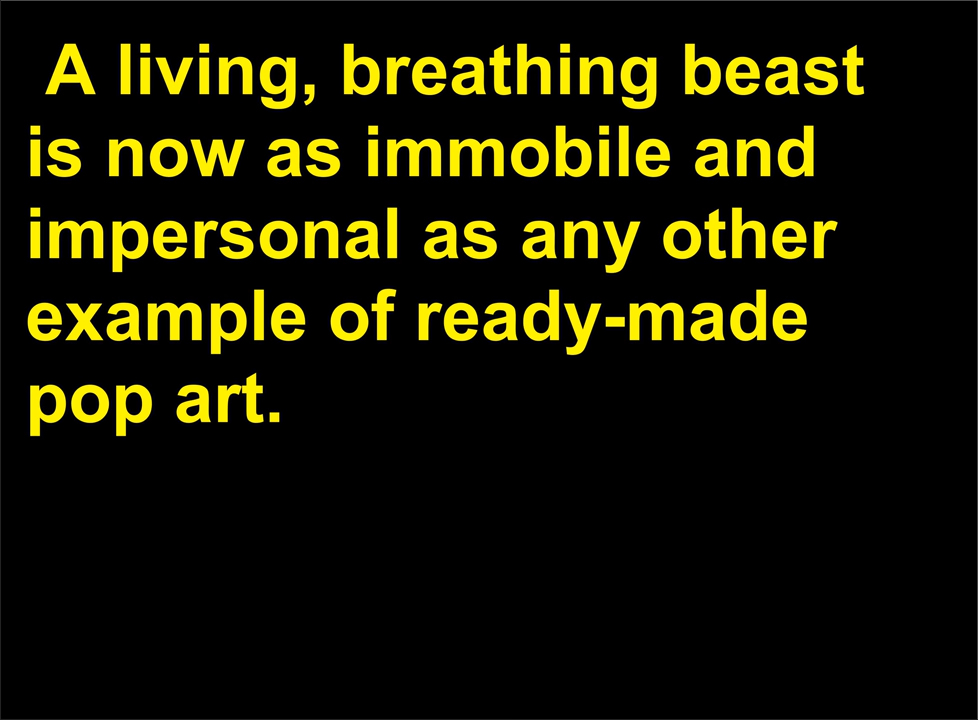 A living, breathing beast
is now as immobile and
impersonal as any other
example of ready-made
pop art.